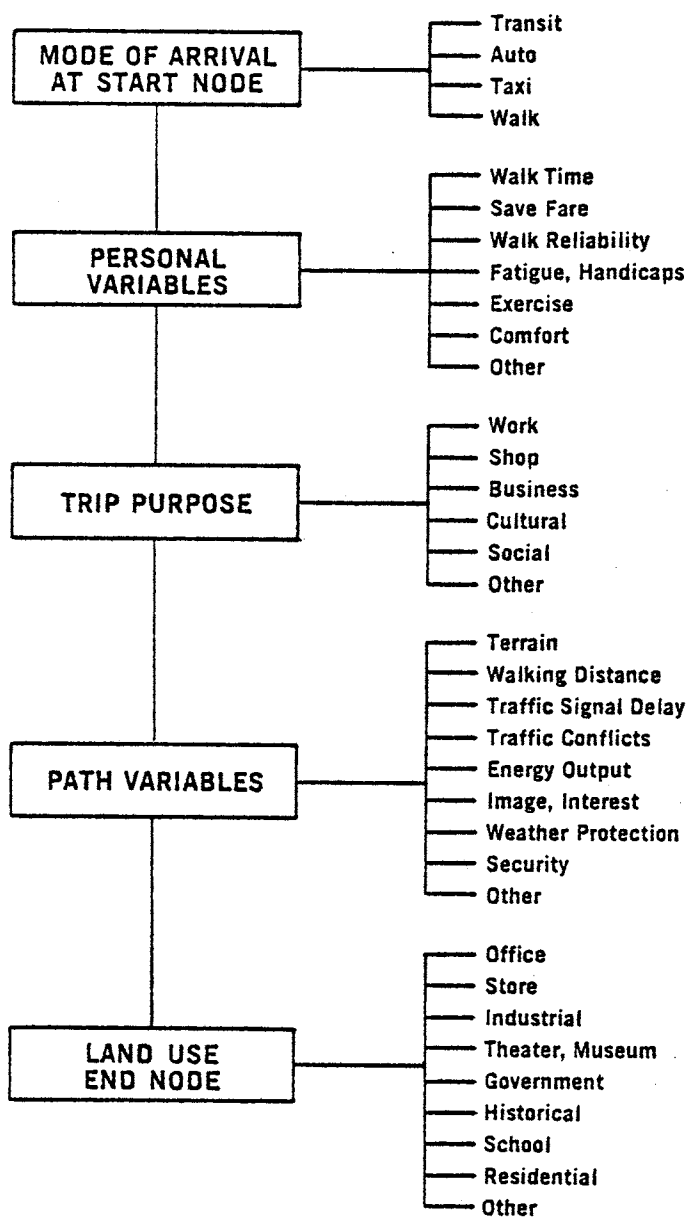 MODE OF ARRIVAL
AT START NODE
Transit
Auto
Taxi
Walk
PERSONAL
VARIABLES
Walk Time
Save Fare
Walk Reliability
Fatigue, Handicaps
Exercise
Comfort
Other
TRIP PURPOSE
Work
Shop
Business
Cultural
Social
Other
PATH VARIABLES
Terrain
Walking Distance
Traffic Signal Delay
Traffic Conflicts
Energy Output
Image, Interest
Weather Protection
Security
Other
LAND USE
END NODE
Office
Store
Industrial
Theater, Museum
Government
Historical
School
Residential
Other